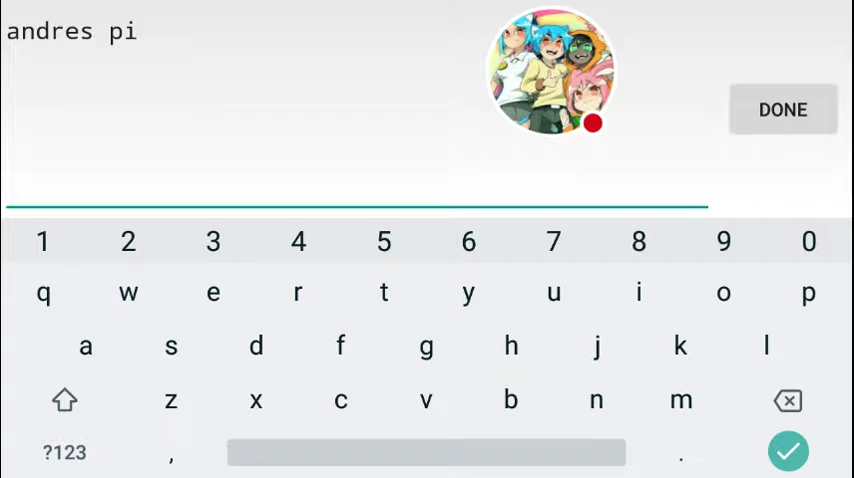 andres pi
DONE
1 2 3 4 5 6 7 8 9 0
q w e r t y u i o p
a s d f g h j k l
z x c v b n m
?123 , .